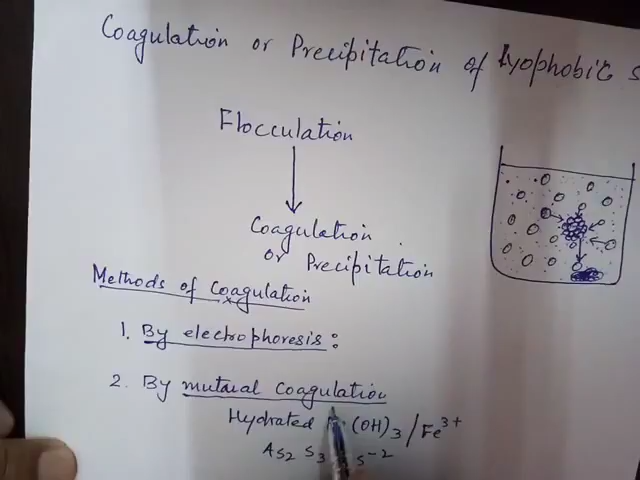 Coagulation or Precipitation of Lyophobic s
Flocculation
Coagulation
or Precipitation
Methods of Coagulation
1. By electrophoresis:
2. By mutual coagulation
Hydrated (OH)3 / Fe3+
As2 S3 s-2